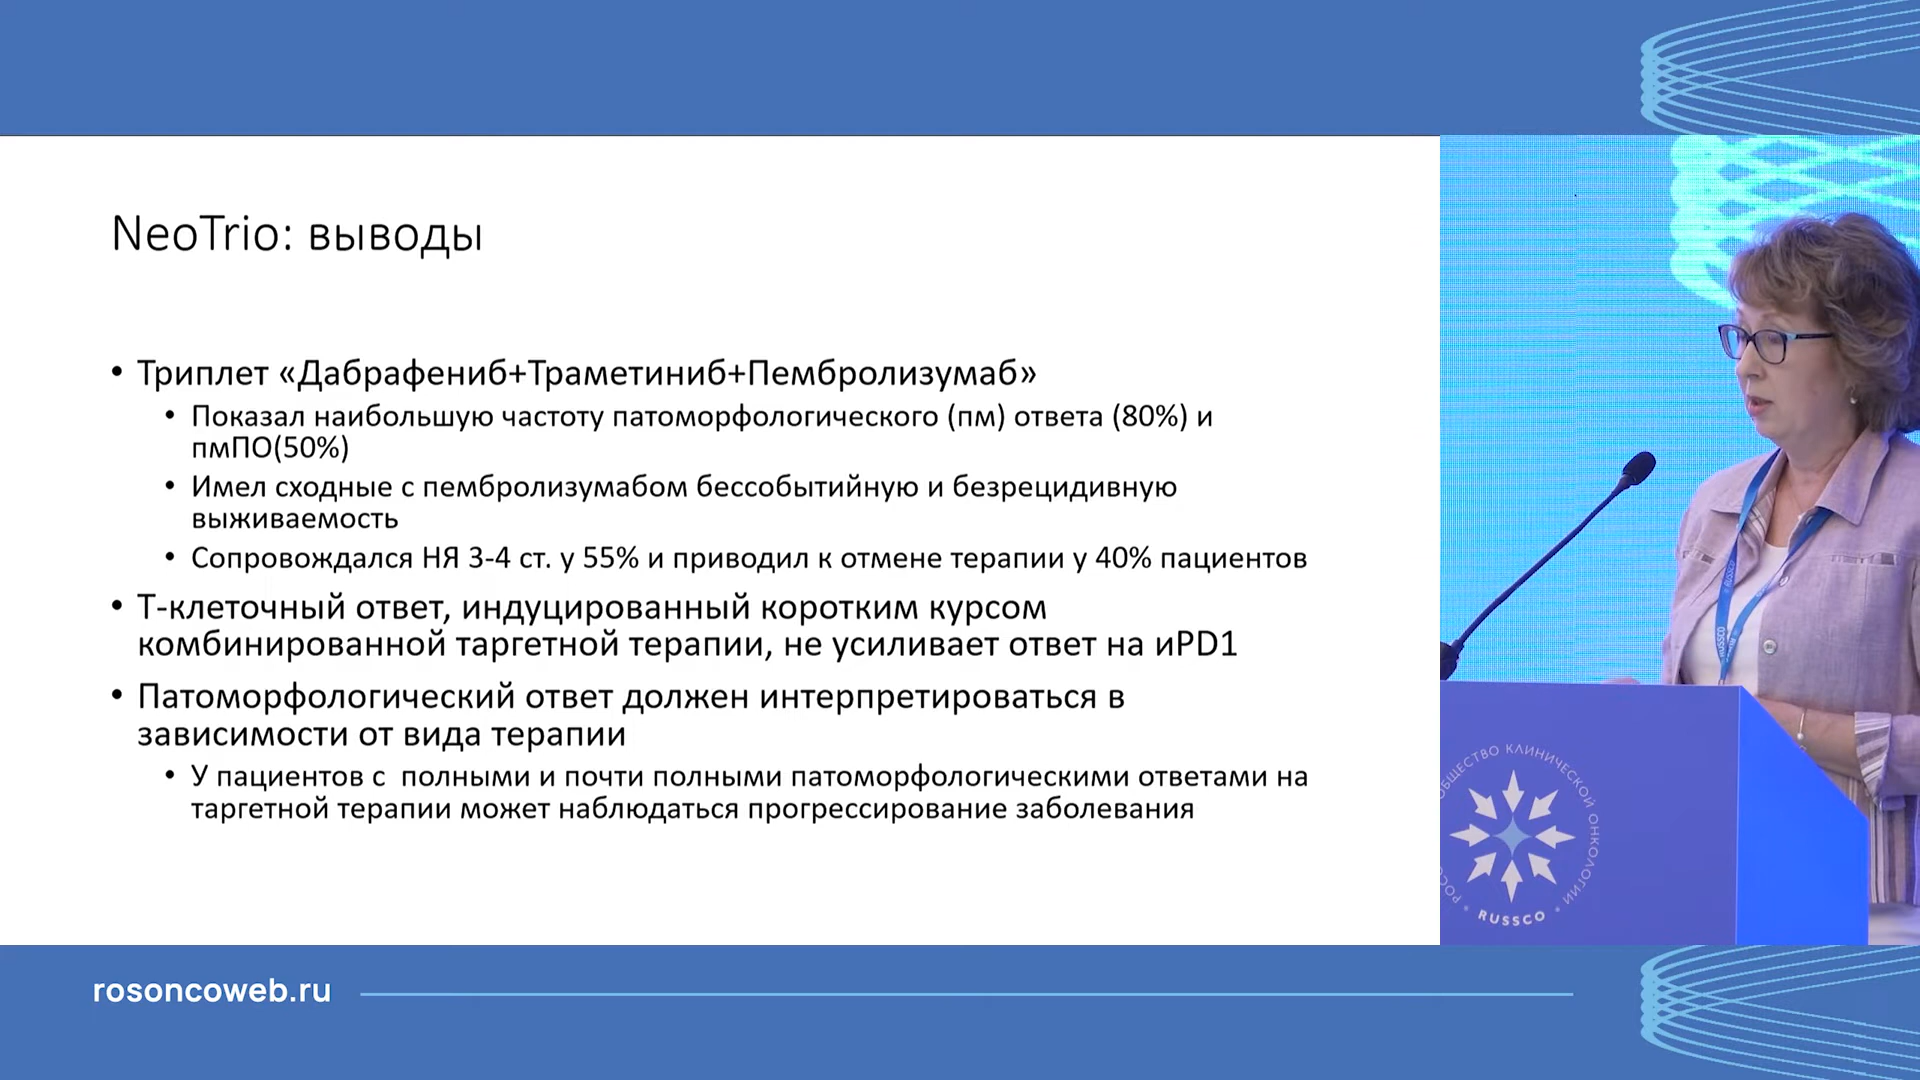 NeoTrio: выводы
• Триплет «Дабрафениб+Траметиниб+Пембролизумаб»
• Показал наибольшую частоту патоморфологического (пм) ответа (80%) и
пмПО(50%)
• Имел сходные с пембролизумабом бессобытийную и безрецидивную
выживаемость
• Сопровождался НЯ 3-4 ст. у 55% и приводил к отмене терапии у 40% пациентов
• Т-клеточный ответ, индуцированный коротким курсом
комбинированной таргетной терапии, не усиливает ответ на иPD1
• Патоморфологический ответ должен интерпретироваться в
зависимости от вида терапии
• У пациентов с  полными и почти полными патоморфологическими ответами на
таргетной терапии может наблюдаться прогрессирование заболевания
RUSSCO
RUSSCO
КЛИНИЧЕСКОЙ ОНКОЛОГИИ
RUSSCO
rosoncoweb.ru